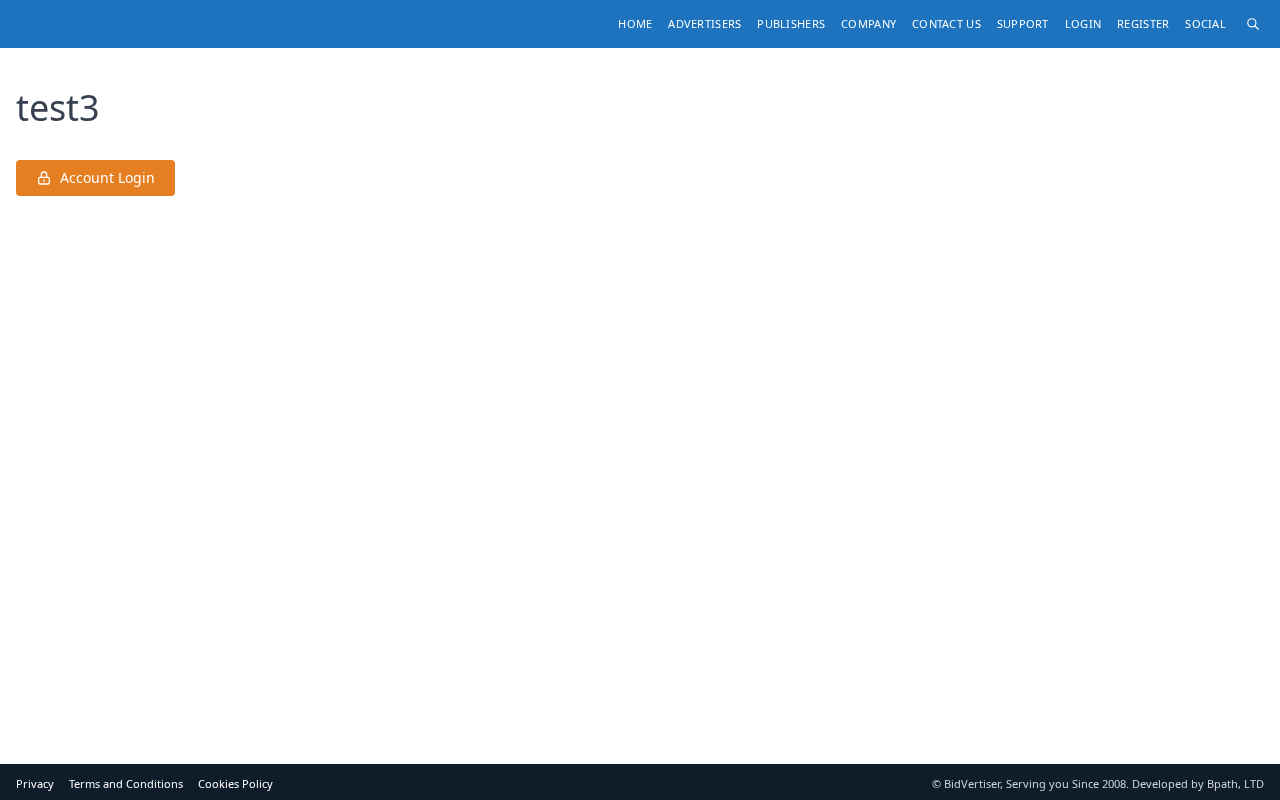 HOME ADVERTISERS PUBLISHERS COMPANY CONTACT US SUPPORT LOGIN REGISTER SOCIAL
test3
Account Login
Privacy Terms and Conditions Cookies Policy © BidVertiser, Serving you Since 2008. Developed by Bpath, LTD